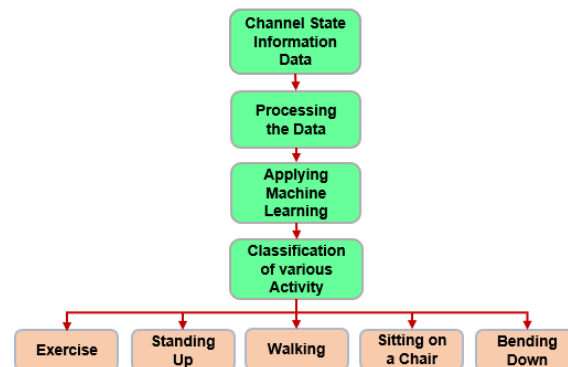 Channel State
Information
Data
Processing
the Data
Applying
Machine
Learning
Classification
of various
Activity
Exercise
Standing
Up
Walking
Sitting on
a Chair
Bending
Down